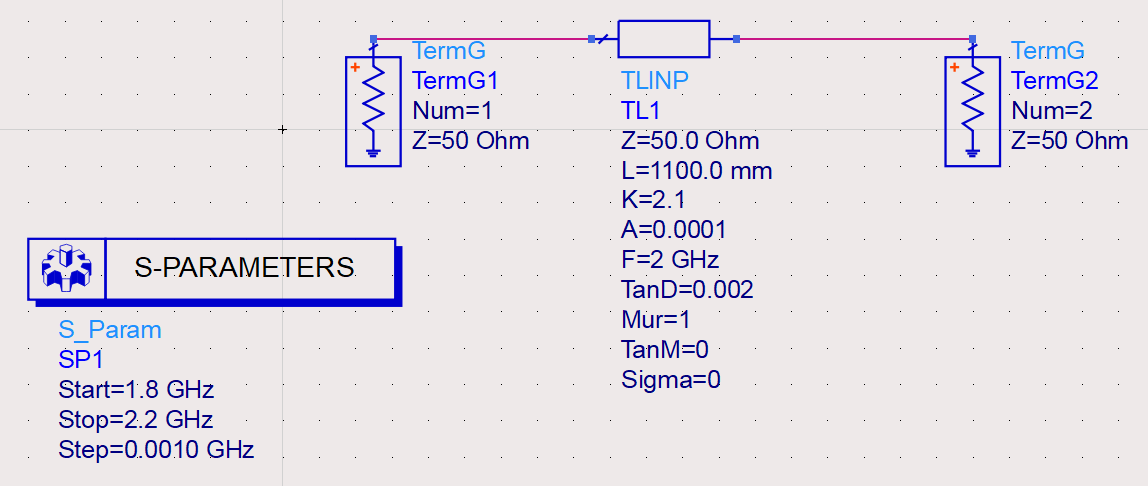 TermG
TermG1
Num=1
Z=50 Ohm
TLINP
TL1
Z=50.0 Ohm
L=1100.0 mm
K=2.1
A=0.0001
F=2 GHz
TanD=0.002
Mur=1
TanM=0
Sigma=0
TermG
TermG2
Num=2
Z=50 Ohm
S-PARAMETERS
S_Param
SP1
Start=1.8 GHz
Stop=2.2 GHz
Step=0.0010 GHz